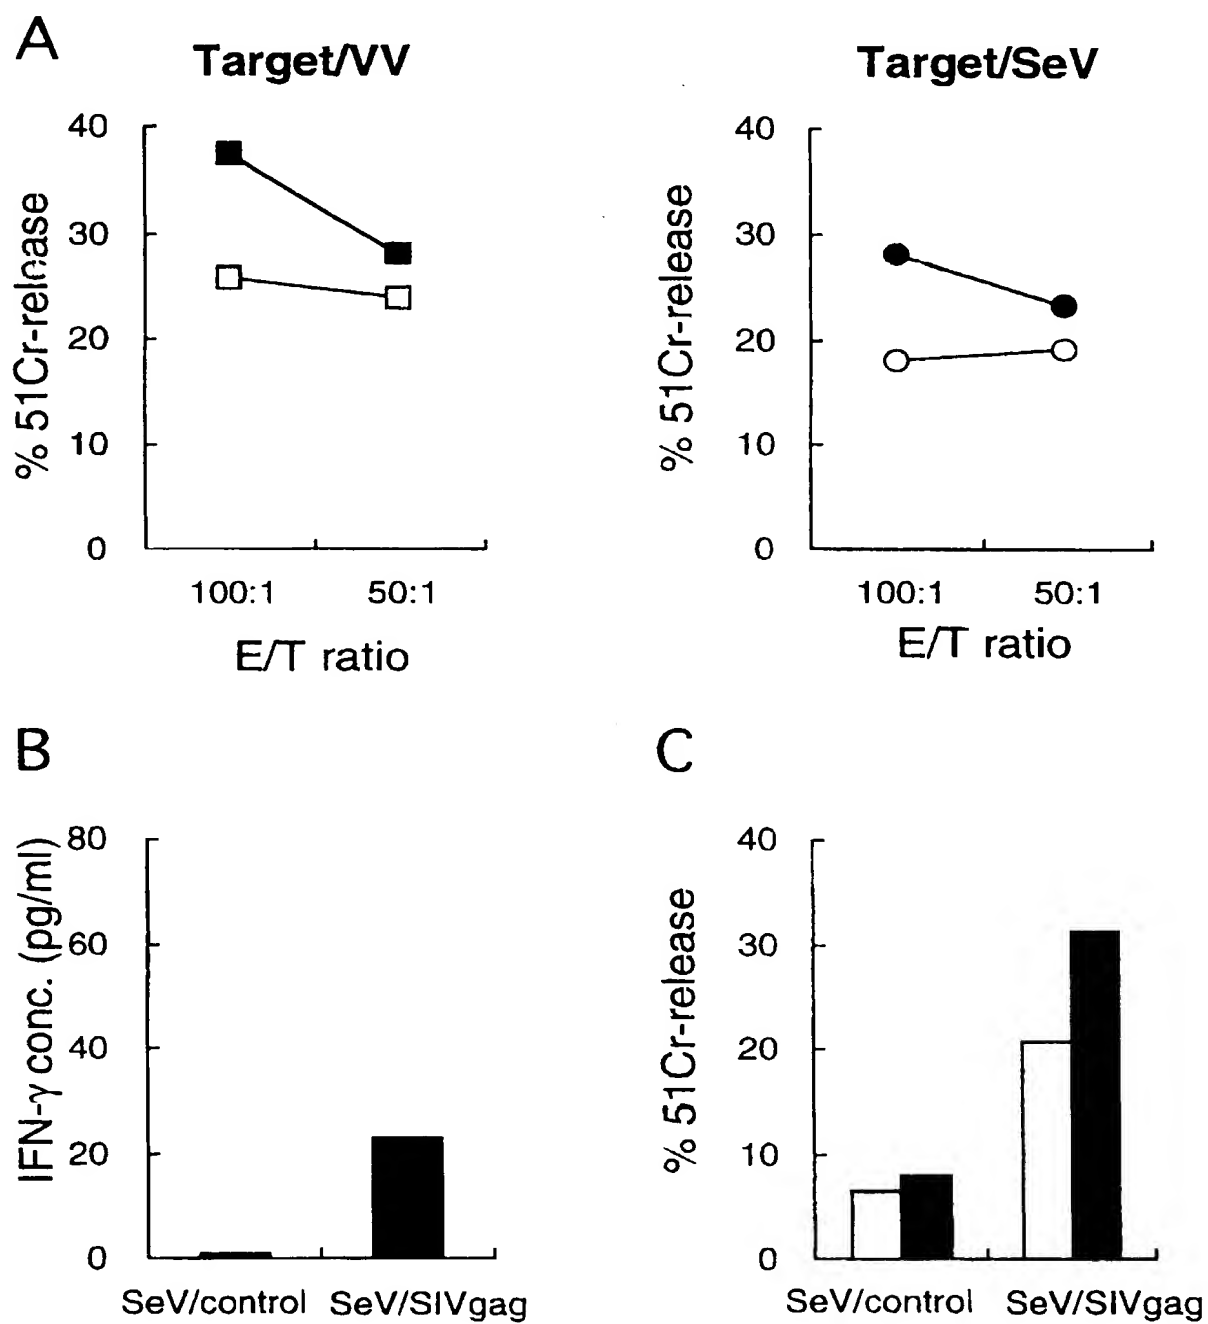 A
Target/VV
Target/SeV
% 51Cr-release
40
30
20
10
0
100:1 50:1
E/T ratio
% 51Cr-release
40
30
20
10
0
100:1 50:1
E/T ratio
B
IFN-γ conc. (pg/ml)
80
60
40
20
0
SeV/control SeV/SIVgag
C
% 51Cr-release
40
30
20
10
0
SeV/control SeV/SIVgag